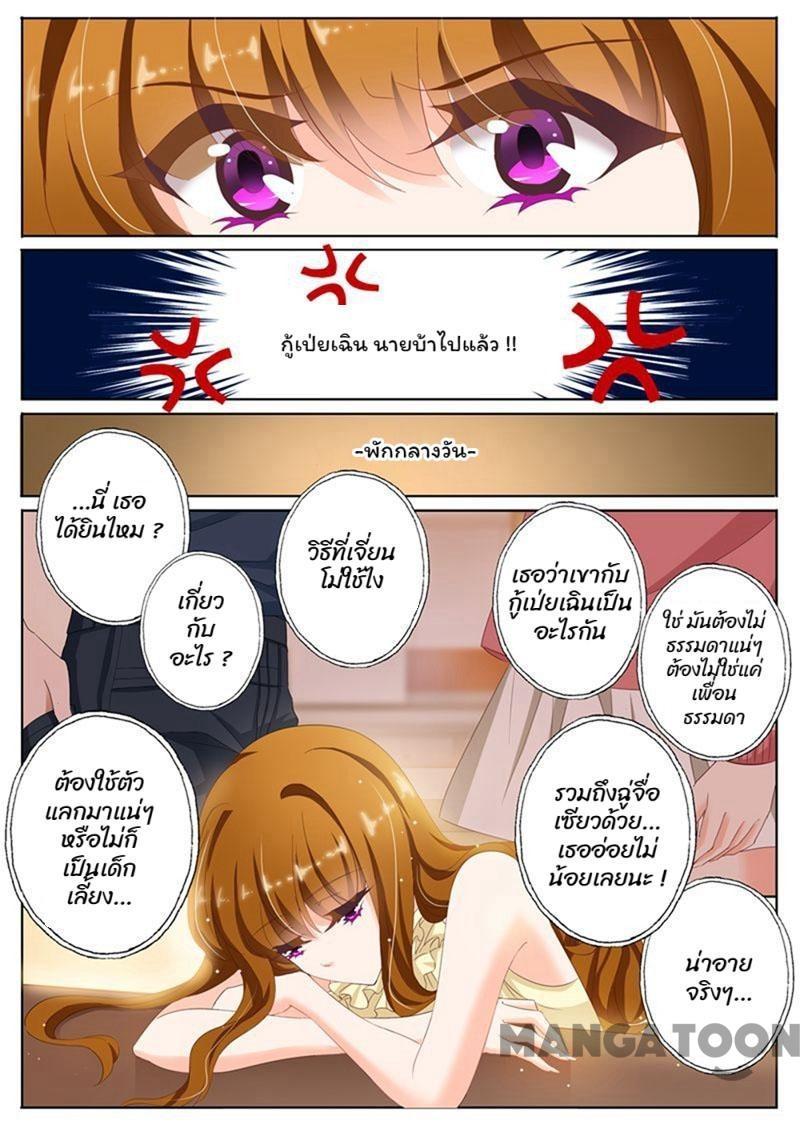 กู้เป่ยเฉิน นายบ้าไปแล้ว !!
-พักกลางวัน-
...นี่ เธอ
ได้ยินไหม ?
เกี่ยว
กับ
อะไร ?
วิธีที่เจี่ยน
โม่ใช้ไง
เธอว่าเขากับ
กู้เป่ยเฉินเป็น
อะไรกัน
ใช่ มันต้องไม่
ธรรมดาแน่ๆ
ต้องไม่ใช่แค่
เพื่อน
ธรรมดา
ต้องใช้ตัว
แลกมาแน่ๆ
หรือไม่ก็
เป็นเด็ก
เลี้ยง...
รวมถึงฉู่จื่อ
เซียวด้วย...
เธออ่อยไม่
น้อยเลยนะ !
น่าอาย
จริงๆ...
MANGATOON